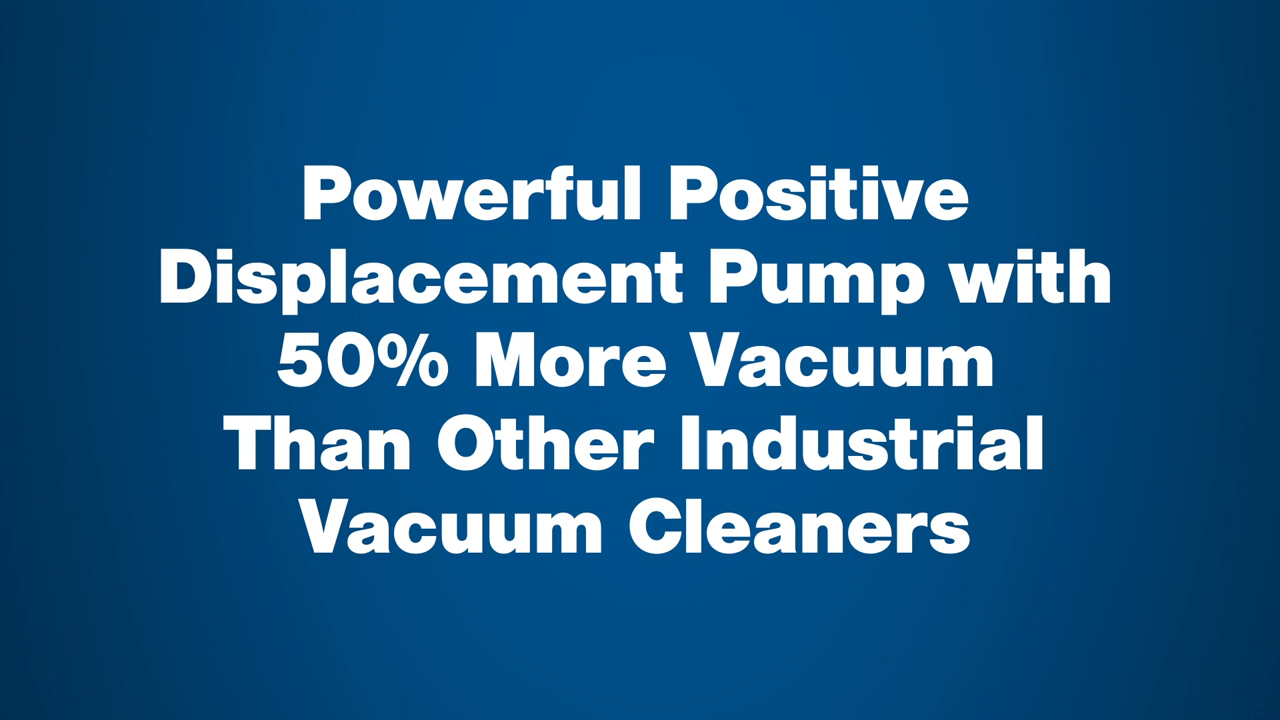 Powerful Positive
Displacement Pump with
50% More Vacuum
Than Other Industrial
Vacuum Cleaners